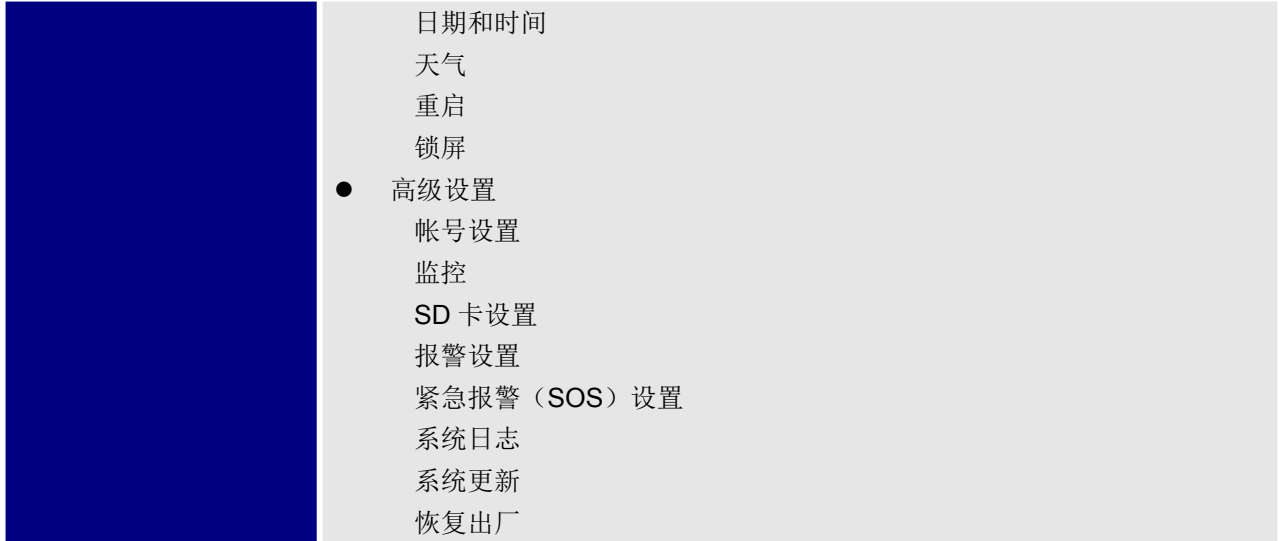 日期和时间
天气
重启
锁屏
● 高级设置
帐号设置
监控
SD 卡设置
报警设置
紧急报警（SOS）设置
系统日志
系统更新
恢复出厂